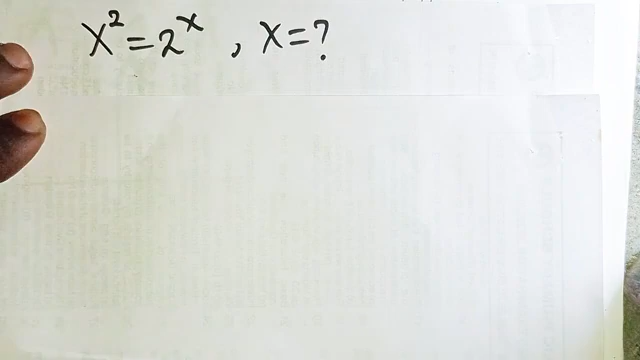 x² = 2ˣ , x = ?